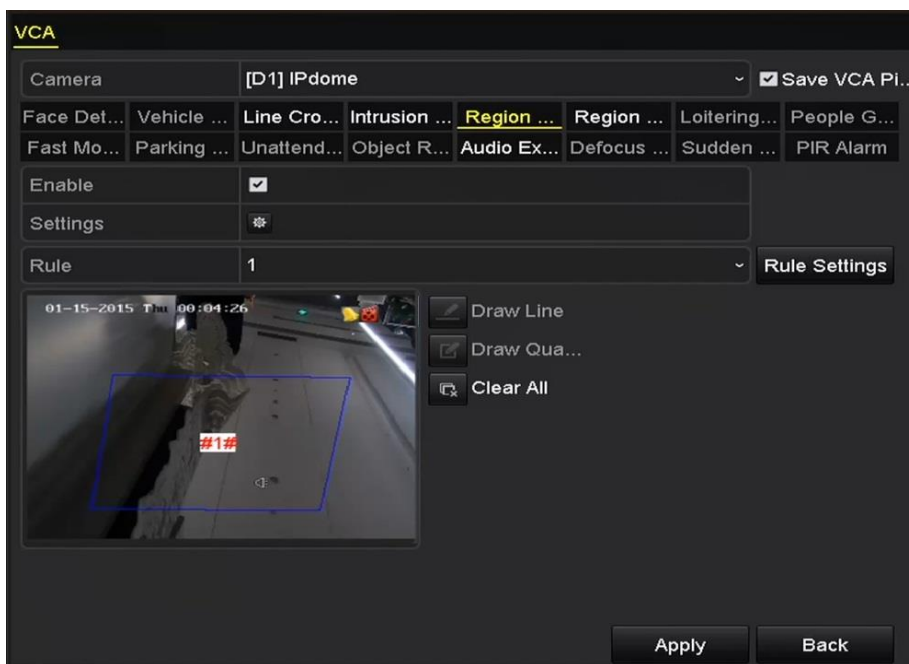 VCA
Camera [D1] IPdome Save VCA Pi..
Face Det... Vehicle ... Line Cro... Intrusion ... Region ... Region ... Loitering... People G...
Fast Mo... Parking ... Unattend... Object R... Audio Ex... Defocus ... Sudden ... PIR Alarm
Enable
Settings
Rule 1 Rule Settings
01-15-2015 Thu 00:04:26
Draw Line
Draw Qua...
Clear All
#1#
Apply Back